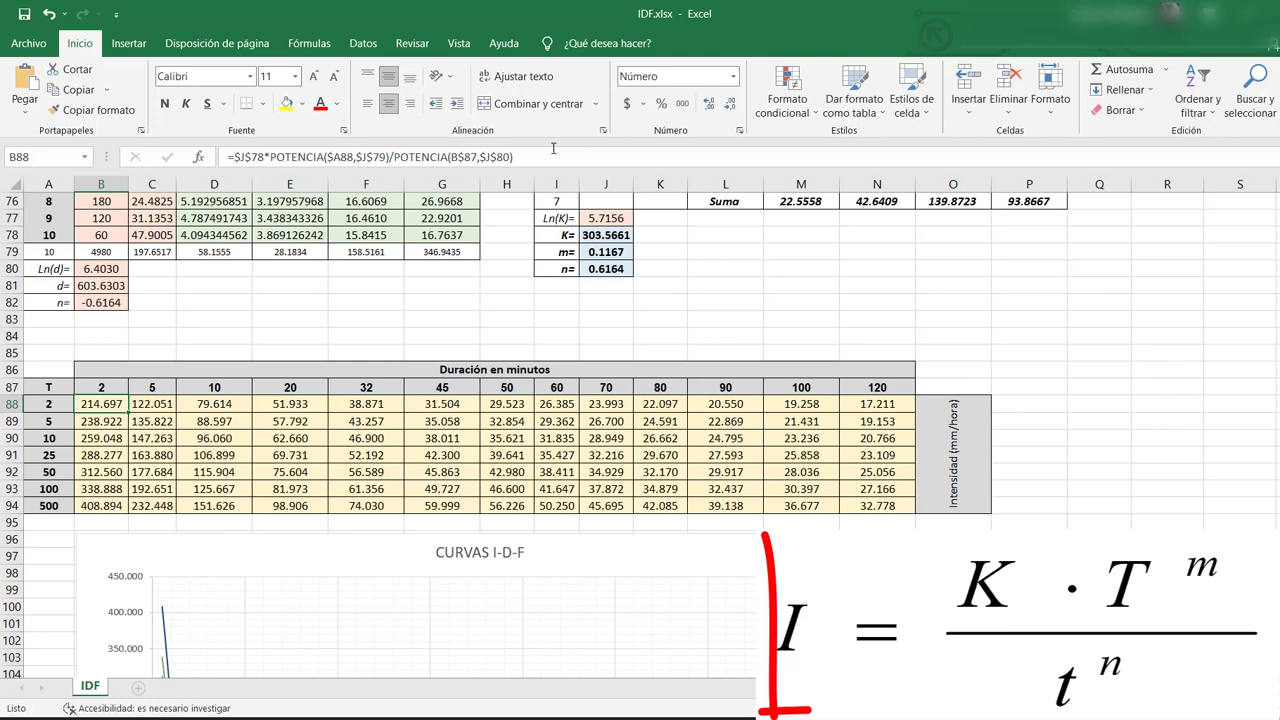 IDF.xlsx - Excel
Archivo Inicio Insertar Disposición de página Fórmulas Datos Revisar Vista Ayuda ¿Qué desea hacer?
Pegar Cortar Copiar Copiar formato
Calibri 11 N K S A
Ajustar texto Combinar y centrar
Número $ % 000
Formato condicional Dar formato como tabla Estilos de celda
Insertar Eliminar Formato
Autosuma Rellenar Borrar
Ordenar y filtrar Buscar y seleccionar
Portapapeles Fuente Alineación Número Estilos Celdas Edición
B88 fx =$J$78*POTENCIA($A88,$J$79)/POTENCIA(B$87,$J$80)
A B C D E F G H I J K L M N O P Q R S
76 8 180 24.4825 5.192956851 3.197957968 16.6069 26.9668 7 Suma 22.5558 42.6409 139.8723 93.8667
77 9 120 31.1353 4.787491743 3.438343326 16.4610 22.9201 Ln(K)= 5.7156
78 10 60 47.9005 4.094344562 3.869126242 15.8415 16.7637 K= 303.5661
79 10 4980 197.6517 58.1555 28.1834 158.5161 346.9435 m= 0.1167
80 Ln(d)= 6.4030 n= 0.6164
81 d= 603.6303
82 n= -0.6164
83
84
85
86 Duración en minutos
87 T 2 5 10 20 32 45 50 60 70 80 90 100 120
88 2 214.697 122.051 79.614 51.933 38.871 31.504 29.523 26.385 23.993 22.097 20.550 19.258 17.211
89 5 238.922 135.822 88.597 57.792 43.257 35.058 32.854 29.362 26.700 24.591 22.869 21.431 19.153
90 10 259.048 147.263 96.060 62.660 46.900 38.011 35.621 31.835 28.949 26.662 24.795 23.236 20.766
91 25 288.277 163.880 106.899 69.731 52.192 42.300 39.641 35.427 32.216 29.670 27.593 25.858 23.109
92 50 312.560 177.684 115.904 75.604 56.589 45.863 42.980 38.411 34.929 32.170 29.917 28.036 25.056
93 100 338.888 192.651 125.667 81.973 61.356 49.727 46.600 41.647 37.872 34.879 32.437 30.397 27.166
94 500 408.894 232.448 151.626 98.906 74.030 59.999 56.226 50.250 45.695 42.085 39.138 36.677 32.778
Intensidad (mm/hora)
95
96
97
98
99
100
101
102
103
104
CURVAS I-D-F
450.000
400.000
350.000
I = K · T^m / t^n
IDF
Listo Accesibilidad: es necesario investigar